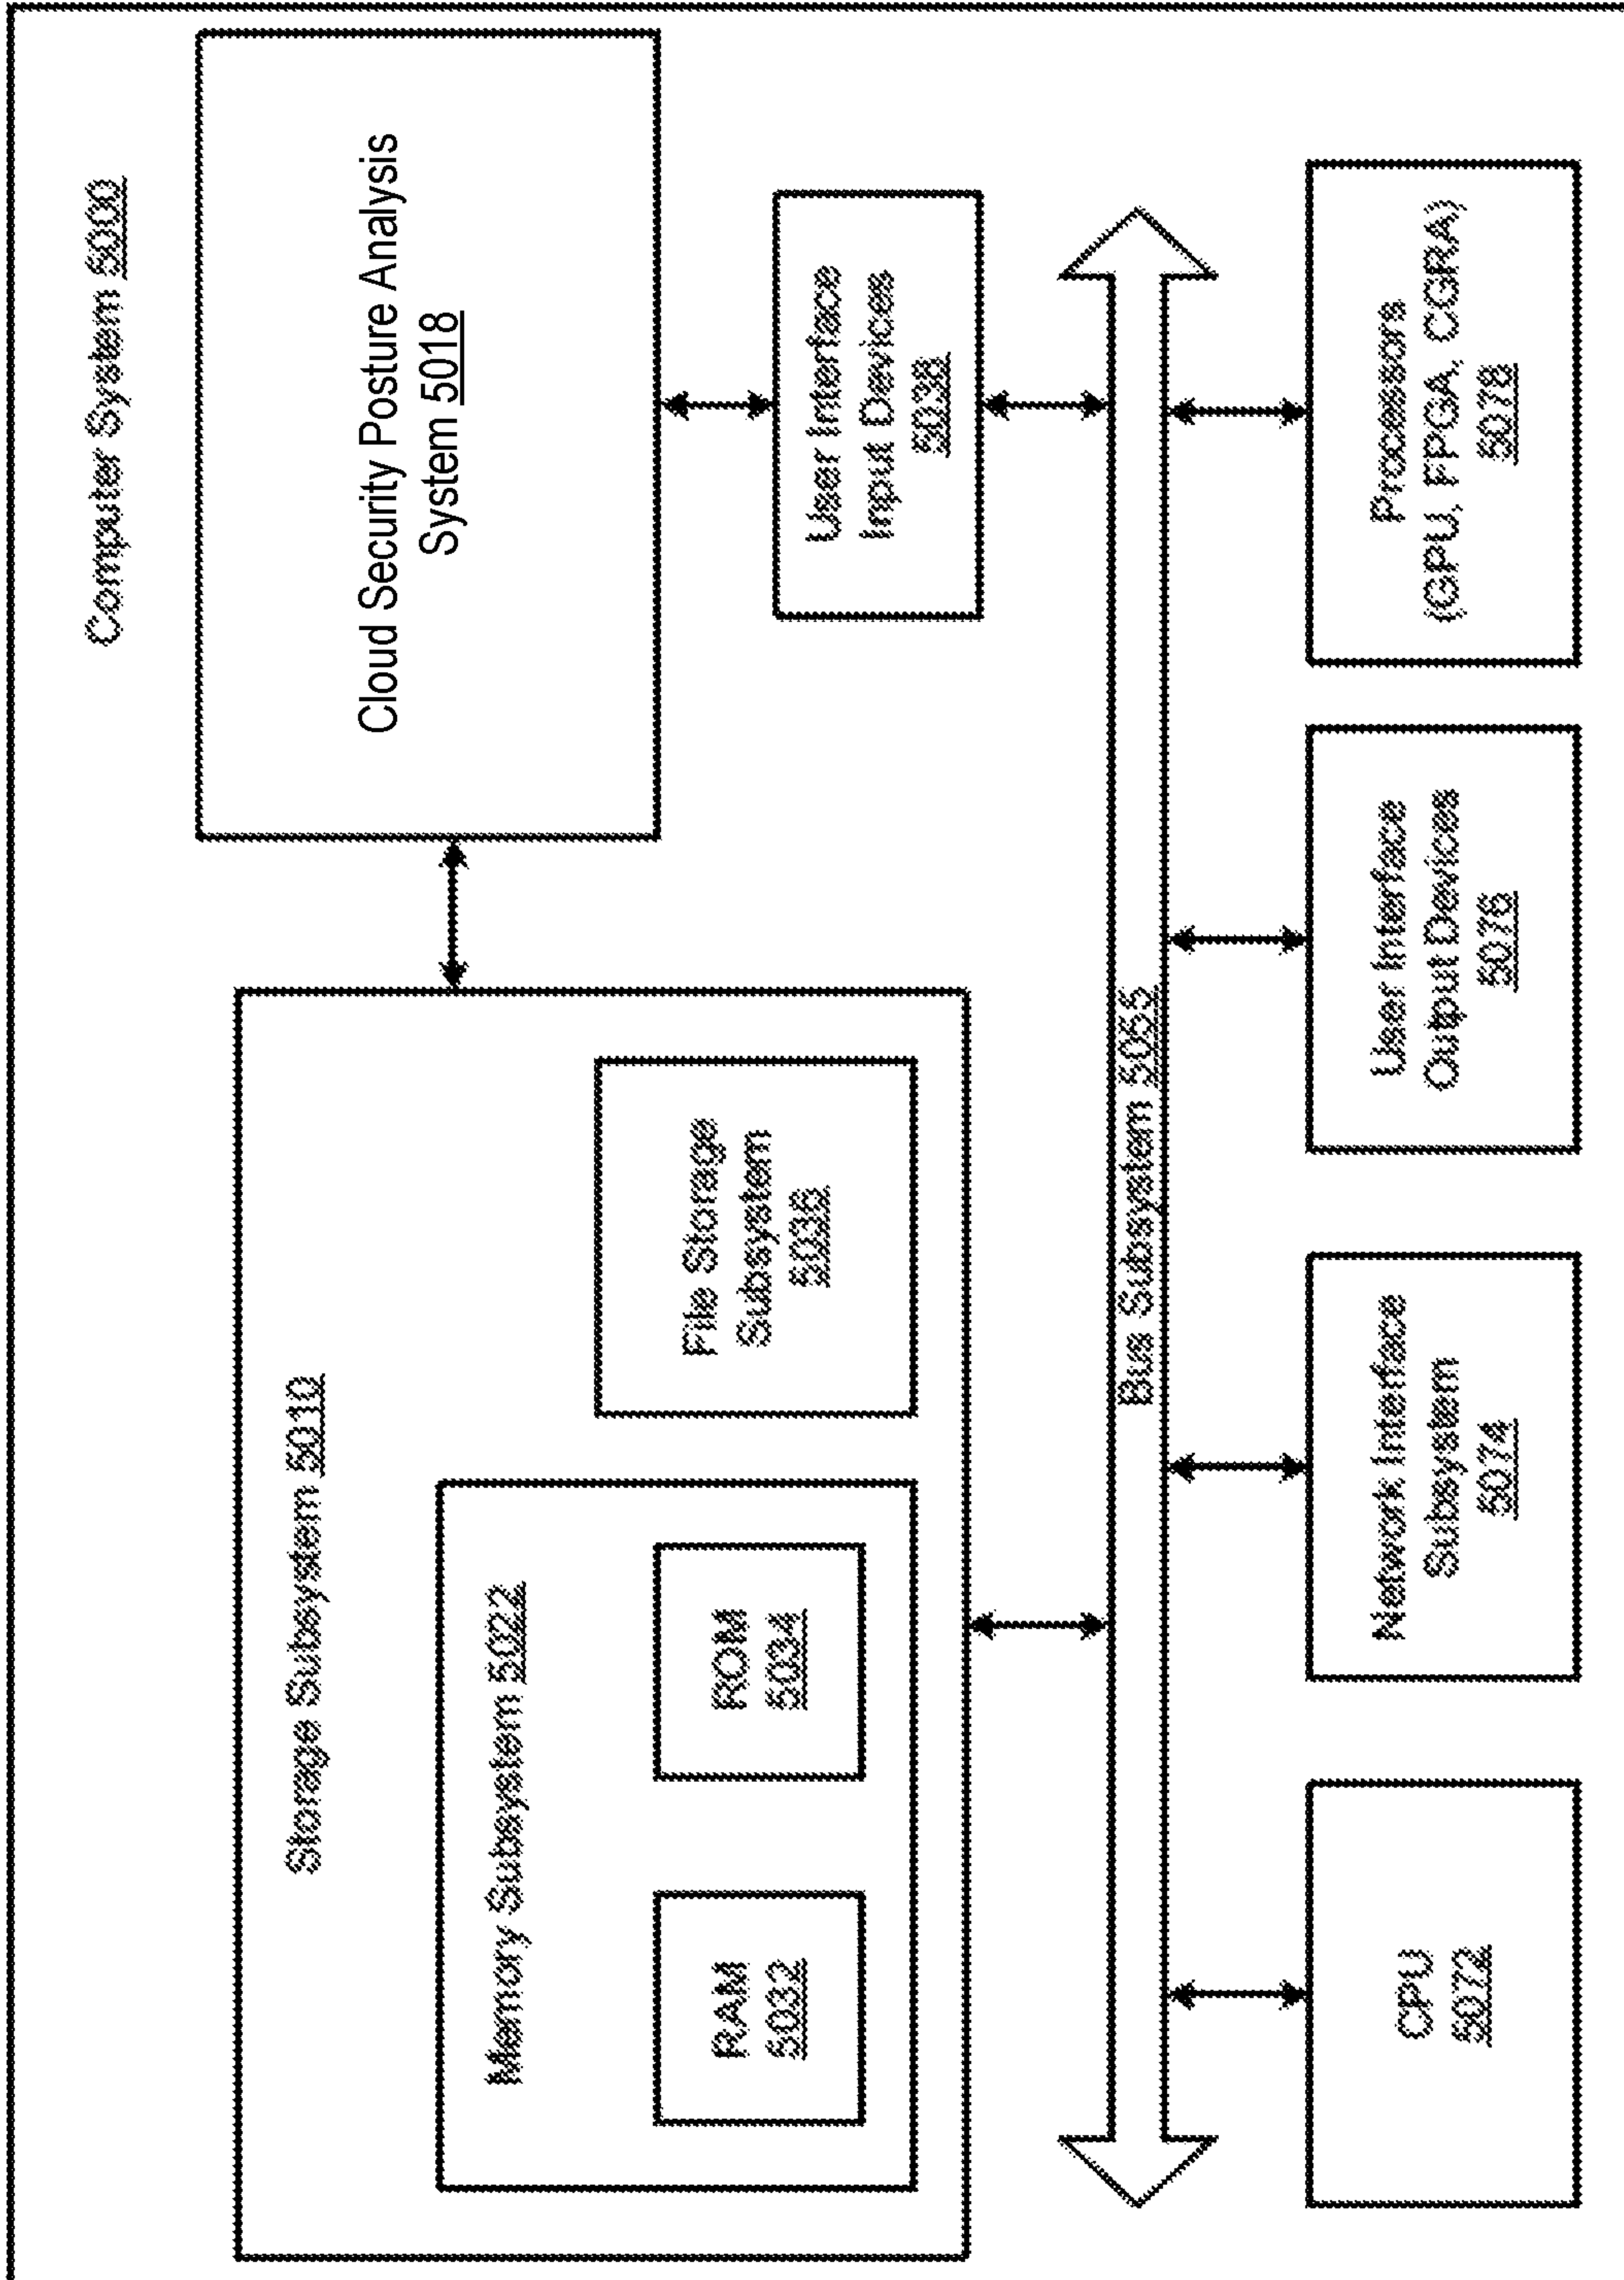 Computer System 5000
Storage Subsystem 5010
Cloud Security Posture Analysis
System 5018
Memory Subsystem 5022
RAM
5032
ROM
5034
File Storage
Subsystem
5036
User Interface
Input Devices
5038
Bus Subsystem 5055
CPU
5072
Network Interface
Subsystem
5074
User Interface
Output Devices
5076
Processors
(GPU, FPGA, CGRA)
5078